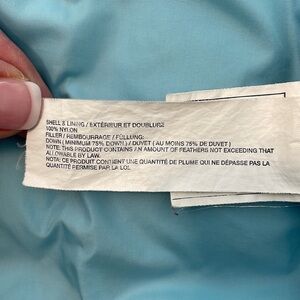 SHELL & LINING / EXTÉRIEUR ET DOUBLURE
100% NYLON
FILLER / REMBOURRAGE / FÜLLUNG:
DOWN ( MINIMUM 75% DOWN ) / DUVET ( AU MOINS 75% DE DUVET )
NOTE: THIS PRODUCT CONTAINS / AN AMOUNT OF FEATHERS NOT EXCEEDING THAT
ALLOWABLE BY LAW.
NOTA: CE PRODUIT CONTIENT UNE QUANTITÉ DE PLUME QUI NE DÉPASSE PAS LA
QUANTITÉ PERMISE PAR LA LOI.